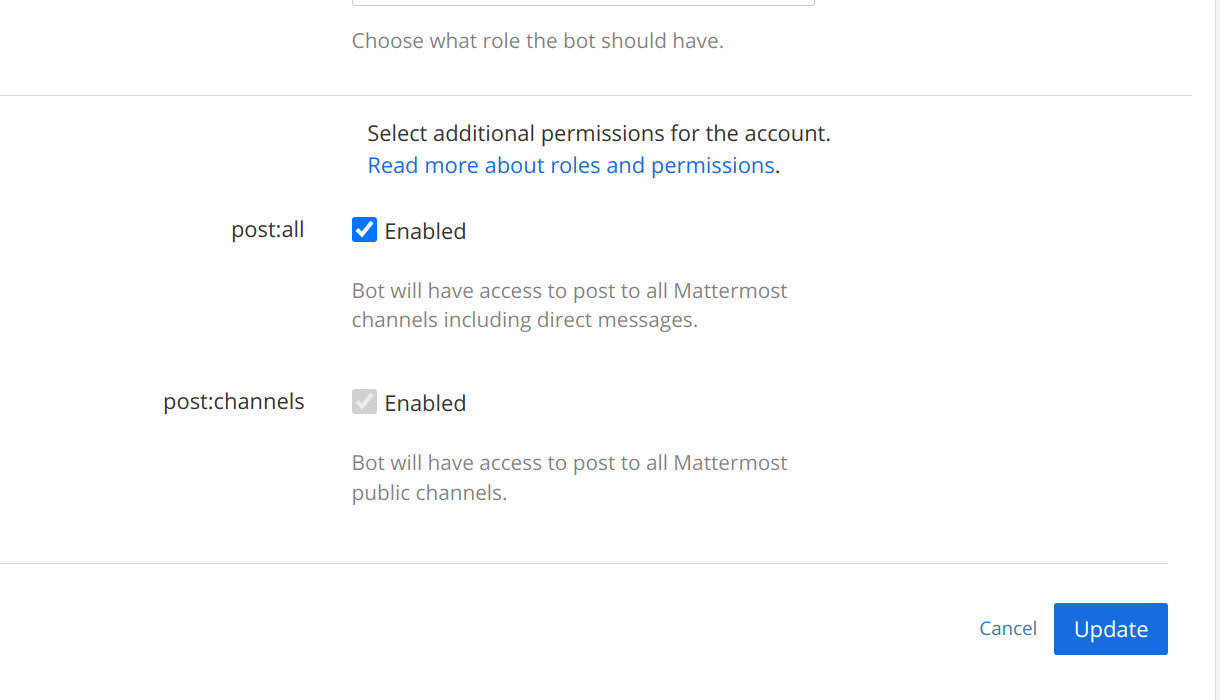 Choose what role the bot should have.
Select additional permissions for the account.
Read more about roles and permissions.
post:all
Enabled
Bot will have access to post to all Mattermost
channels including direct messages.
post:channels
Enabled
Bot will have access to post to all Mattermost
public channels.
Cancel
Update